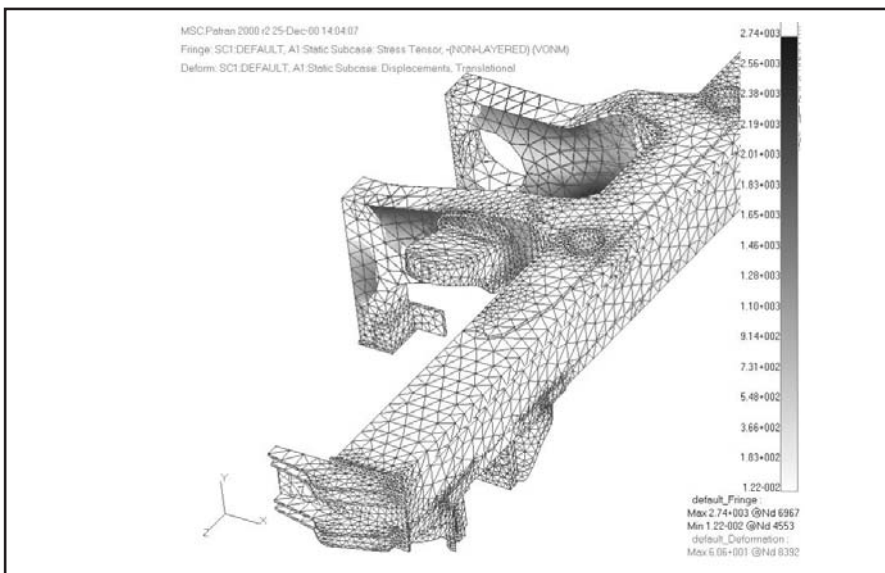 MSC.Patran 2000 r2 25-Dec-00 14:04:07
Fringe: SC1:DEFAULT, A1:Static Subcase: Stress Tensor, -(NON-LAYERED) (VONM)
Deform: SC1:DEFAULT, A1:Static Subcase: Displacements, Translational
2.74+003
2.56+003
2.38+003
2.19+003
2.01+003
1.83+003
1.65+003
1.46+003
1.28+003
1.10+003
9.14+002
7.31+002
5.48+002
3.66+002
1.83+002
1.22-002
Y
X
Z
default_Fringe :
Max 2.74+003 @Nd 6967
Min 1.22-002 @Nd 4553
default_Deformation :
Max 6.06+001 @Nd 8392